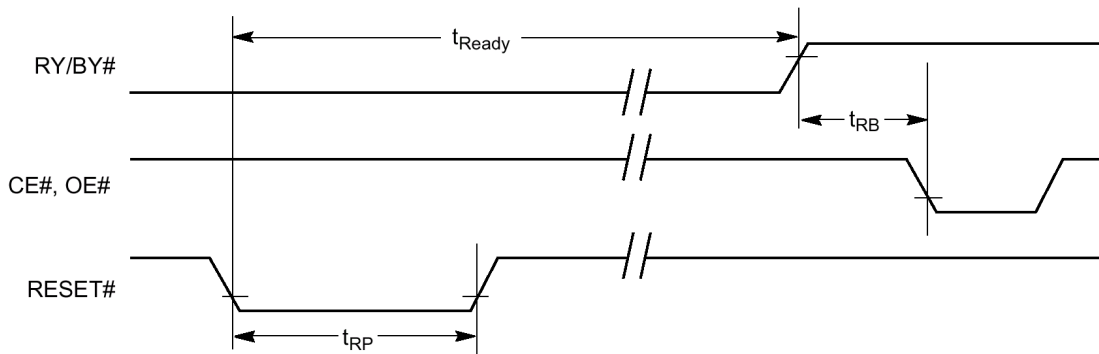 tReady
RY/BY#
tRB
CE#, OE#
RESET#
tRP